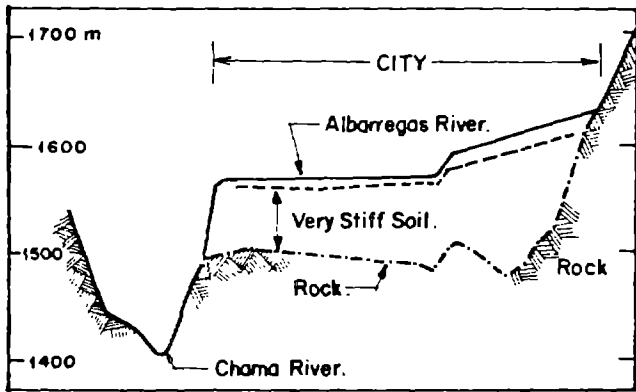 1700 m
CITY
1600
Albarregas River.
Very Stiff Soil.
1500
Rock
Rock.
1400
Chama River.